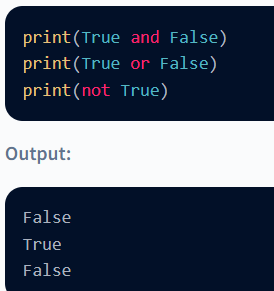 print(True and False)
print(True or False)
print(not True)
Output:
False
True
False